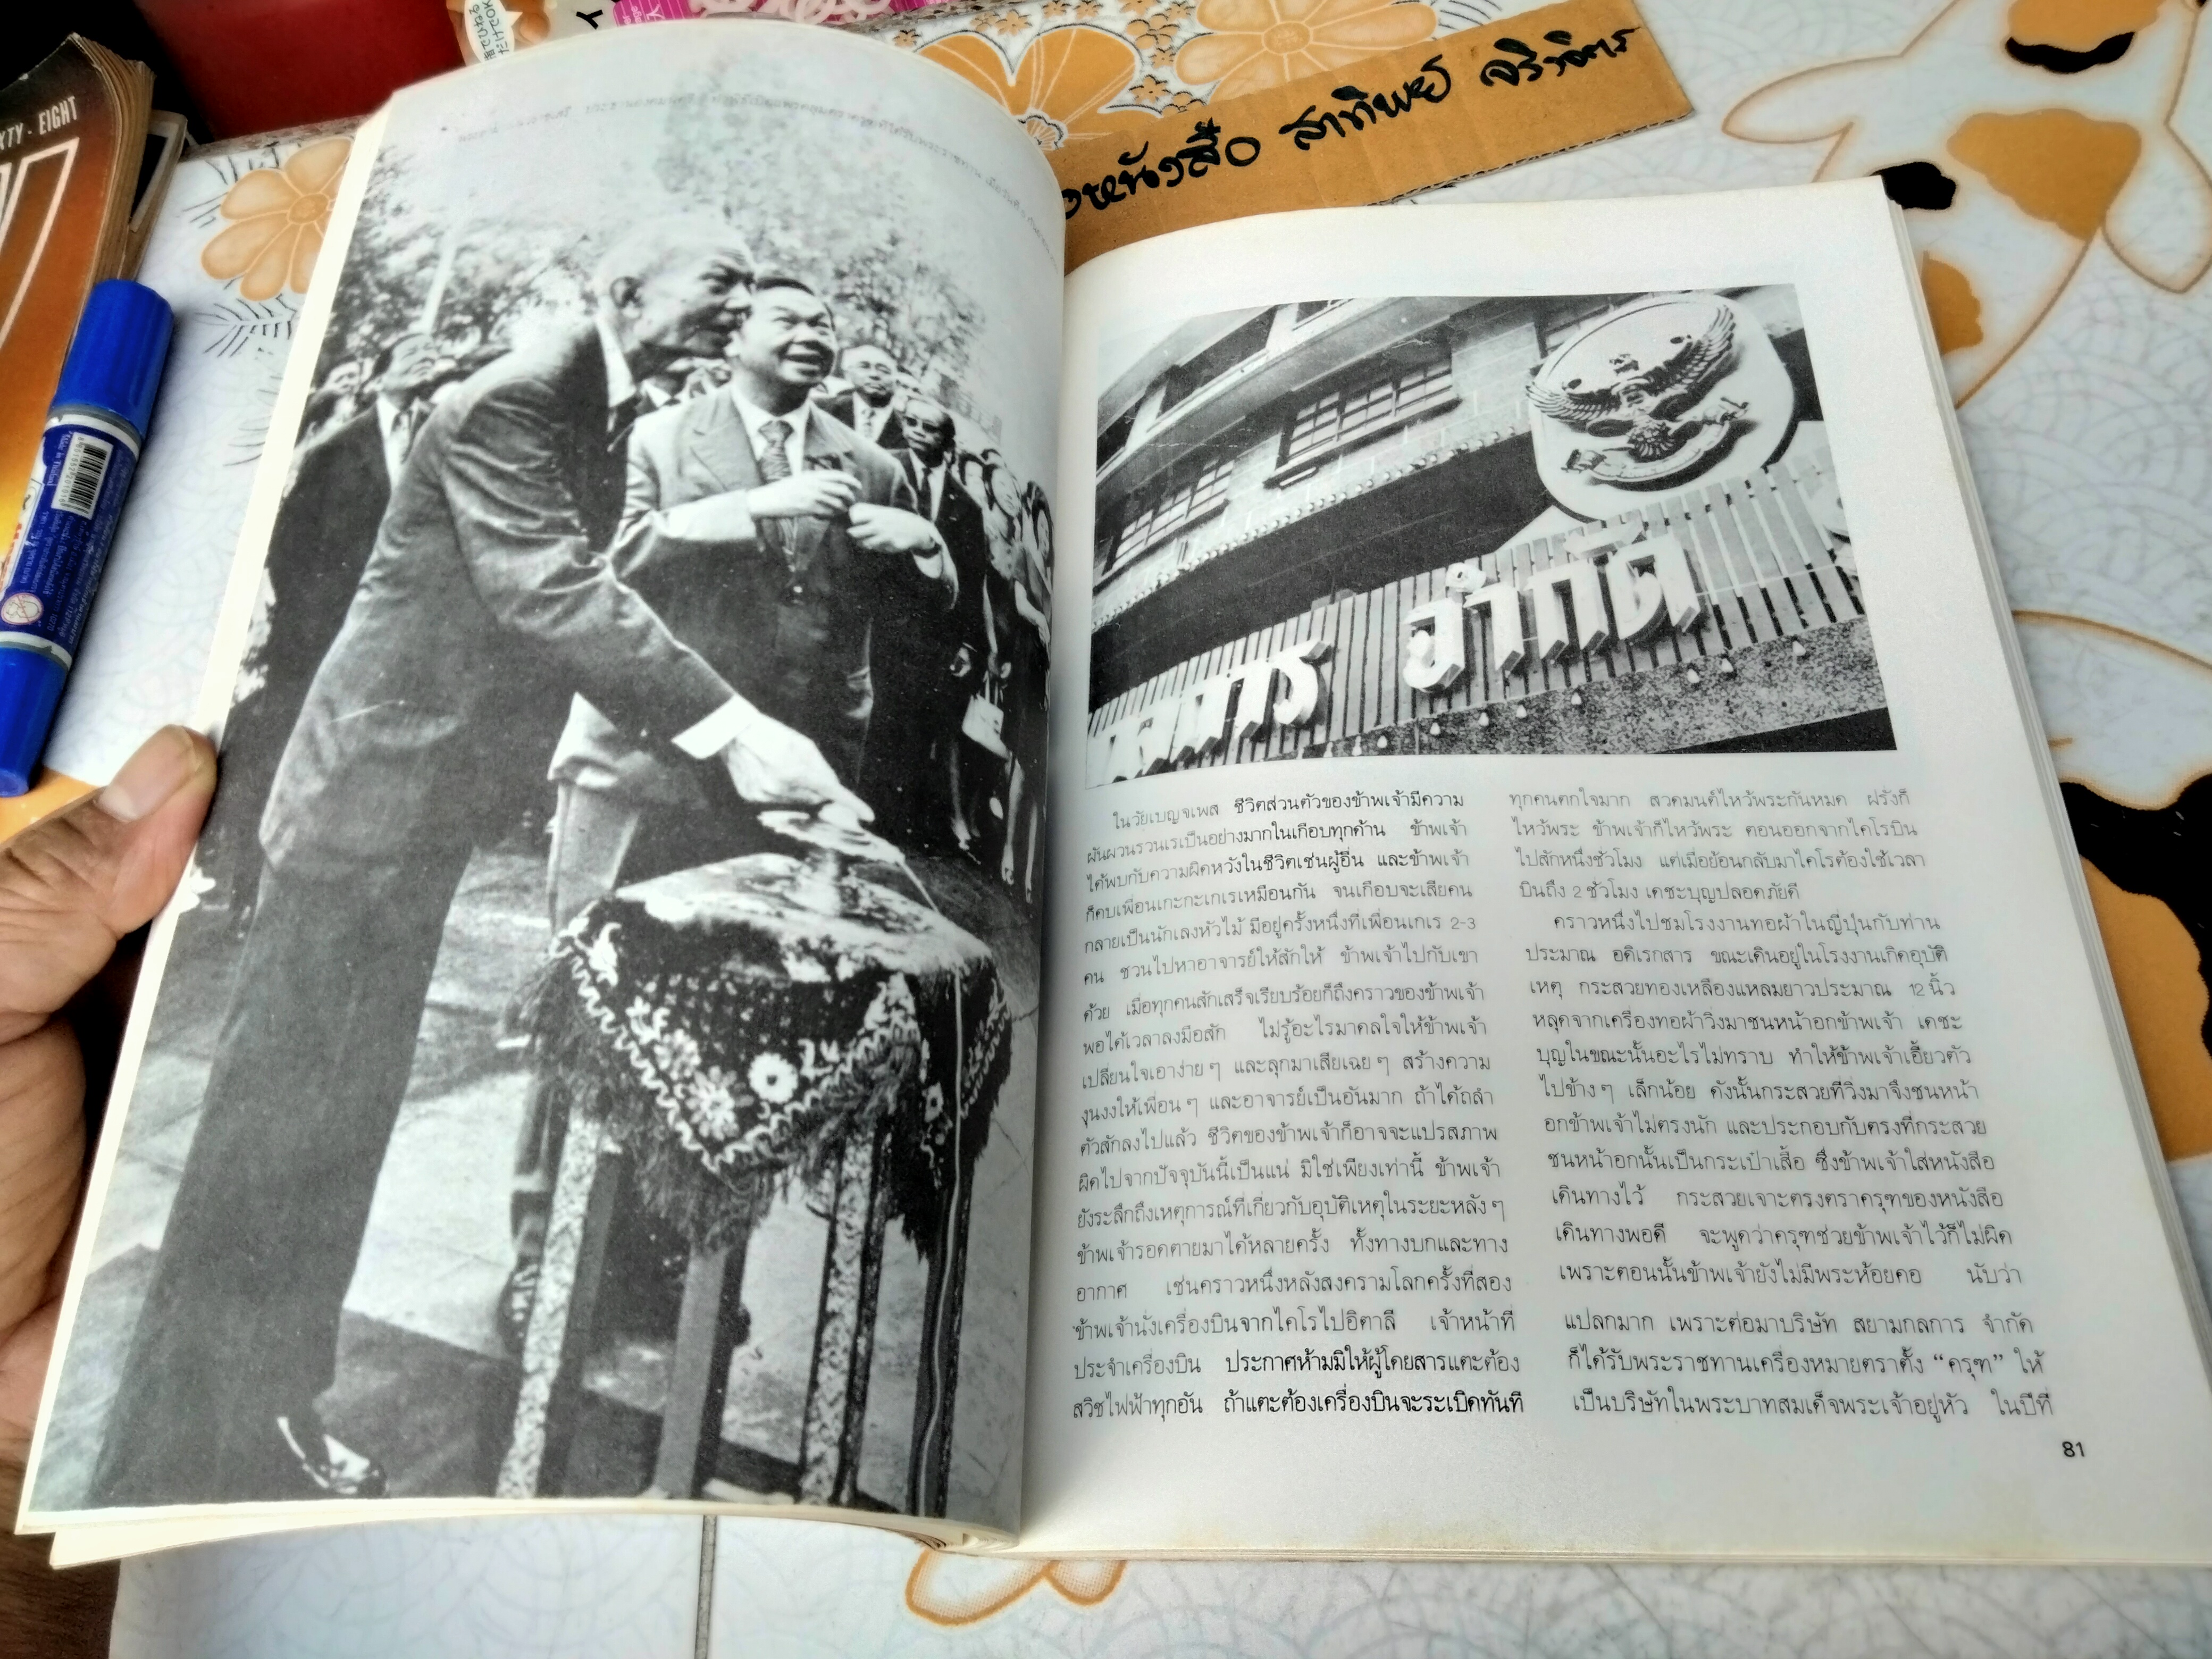 XTY · EIGHT
หนังสือ สาทิพย์ จริวิตร
จำกัด
ในวัยเบญจเพส ชีวิตส่วนตัวของข้าพเจ้ามีความ
ผันผวนรวนเรเป็นอย่างมากในเกือบทุกด้าน ข้าพเจ้า
ได้พบกับความผิดหวังในชีวิตเช่นผู้อื่น และข้าพเจ้า
ก็คบเพื่อนเกะกะเกเรเหมือนกัน จนเกือบจะเสียคน
กลายเป็นนักเลงหัวไม้ มีอยู่ครั้งหนึ่งที่เพื่อนเกเร 2-3
คน ชวนไปหาอาจารย์ให้สักให้ ข้าพเจ้าไปกับเขา
ด้วย เมื่อทุกคนสักเสร็จเรียบร้อยก็ถึงคราวของข้าพเจ้า
พอได้เวลาลงมือสัก ไม่รู้อะไรมาดลใจให้ข้าพเจ้า
เปลี่ยนใจเอาง่าย ๆ และลุกมาเสียเฉย ๆ สร้างความ
งุนงงให้เพื่อน ๆ และอาจารย์เป็นอันมาก ถ้าได้ถลำ
ตัวสักลงไปแล้ว ชีวิตของข้าพเจ้าก็อาจจะแปรสภาพ
ผิดไปจากปัจจุบันนี้เป็นแน่ มิใช่เพียงเท่านี้ ข้าพเจ้า
ยังระลึกถึงเหตุการณ์ที่เกี่ยวกับอุบัติเหตุในระยะหลัง ๆ
ข้าพเจ้ารอดตายมาได้หลายครั้ง ทั้งทางบกและทาง
อากาศ เช่นคราวหนึ่งหลังสงครามโลกครั้งที่สอง
ข้าพเจ้านั่งเครื่องบินจากไคโรไปอิตาลี เจ้าหน้าที่
ประจำเครื่องบิน ประกาศห้ามมิให้ผู้โดยสารแตะต้อง
สวิชไฟฟ้าทุกอัน ถ้าแตะต้องเครื่องบินจะระเบิดทันที
ทุกคนตกใจมาก สวดมนต์ไหว้พระกันหมด ฝรั่งก็
ไหว้พระ ข้าพเจ้าก็ไหว้พระ ตอนออกจากไคโรบิน
ไปสักหนึ่งชั่วโมง แต่เมื่อย้อนกลับมาไคโรต้องใช้เวลา
บินถึง 2 ชั่วโมง เดชะบุญปลอดภัยดี
คราวหนึ่งไปชมโรงงานทอผ้าในญี่ปุ่นกับท่าน
ประมาณ อดิเรกสาร ขณะเดินอยู่ในโรงงานเกิดอุบัติ
เหตุ กระสวยทองเหลืองแหลมยาวประมาณ 12 นิ้ว
หลุดจากเครื่องทอผ้าวิ่งมาชนหน้าอกข้าพเจ้า เดชะ
บุญในขณะนั้นอะไรไม่ทราบ ทำให้ข้าพเจ้าเอี้ยวตัว
ไปข้าง ๆ เล็กน้อย ดังนั้นกระสวยที่วิ่งมาจึงชนหน้า
อกข้าพเจ้าไม่ตรงนัก และประกอบกับตรงที่กระสวย
ชนหน้าอกนั้นเป็นกระเป๋าเสื้อ ซึ่งข้าพเจ้าใส่หนังสือ
เดินทางไว้ กระสวยเจาะตรงตราครุฑของหนังสือ
เดินทางพอดี จะพูดว่าครุฑช่วยข้าพเจ้าไว้ก็ไม่ผิด
เพราะตอนนั้นข้าพเจ้ายังไม่มีพระห้อยคอ นับว่า
แปลกมาก เพราะต่อมาบริษัท สยามกลการ จำกัด
ก็ได้รับพระราชทานเครื่องหมายตราตั้ง “ครุฑ” ให้
เป็นบริษัทในพระบาทสมเด็จพระเจ้าอยู่หัว ในปีที่
81